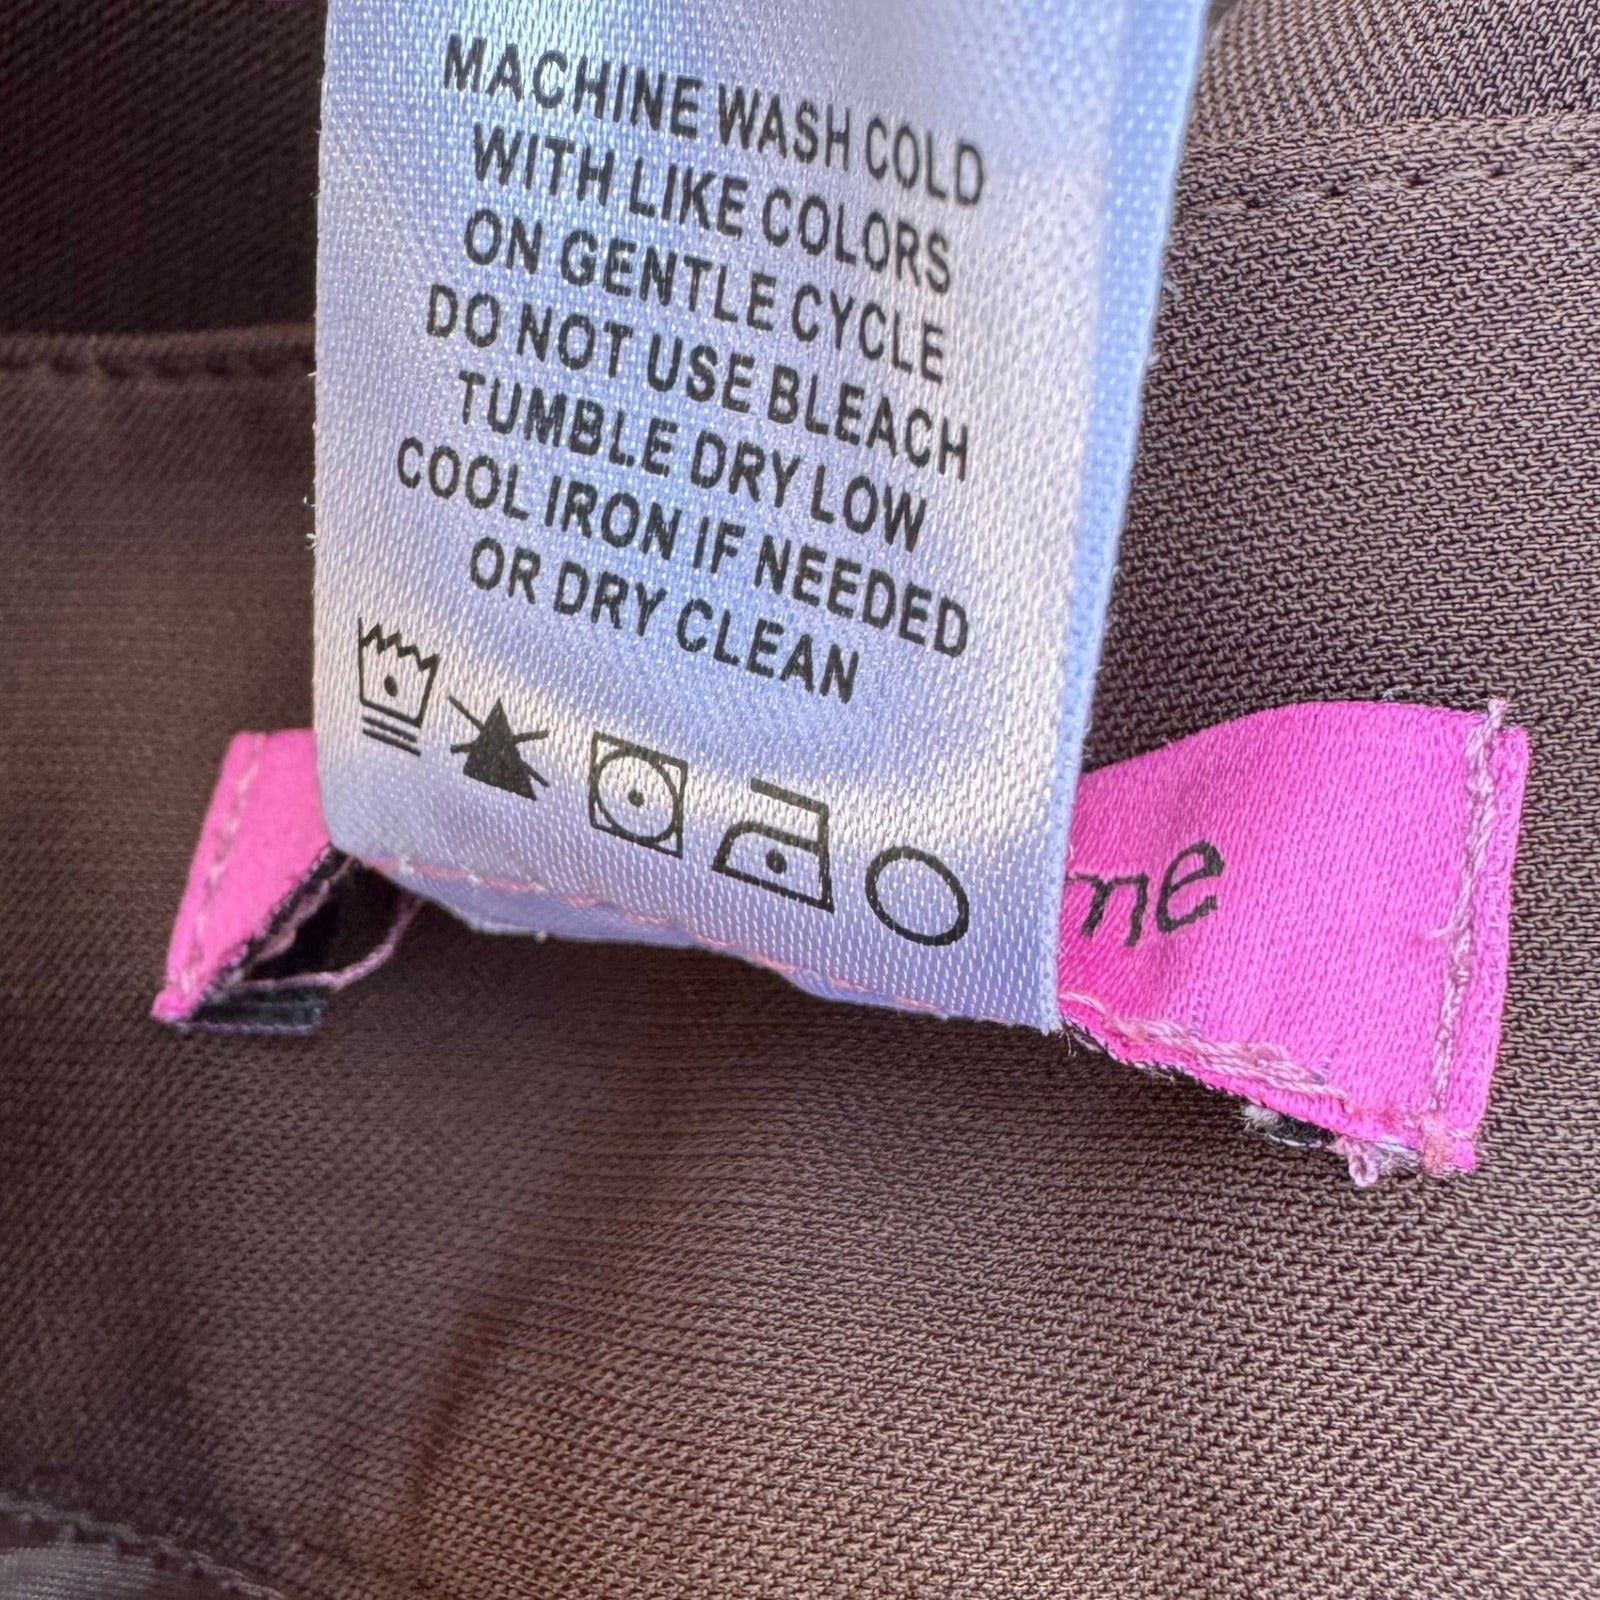 MACHINE WASH COLD
WITH LIKE COLORS
ON GENTLE CYCLE
DO NOT USE BLEACH
TUMBLE DRY LOW
COOL IRON IF NEEDED
OR DRY CLEAN
me